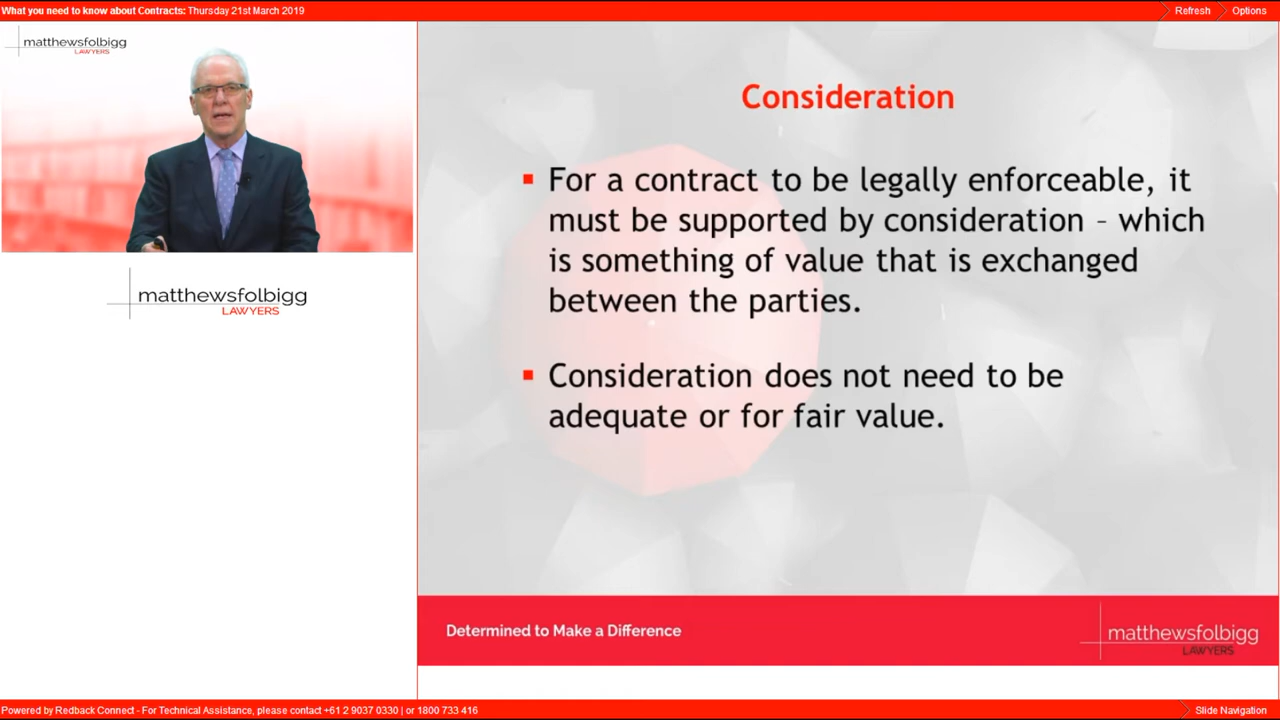 What you need to know about Contracts: Thursday 21st March 2019
Refresh
Options
matthewsfolbigg
LAWYERS
matthewsfolbigg
LAWYERS
Consideration
▪ For a contract to be legally enforceable, it
must be supported by consideration – which
is something of value that is exchanged
between the parties.
▪ Consideration does not need to be
adequate or for fair value.
Determined to Make a Difference
matthewsfolbigg
LAWYERS
Powered by Redback Connect - For Technical Assistance, please contact +61 2 9037 0330 | or 1800 733 416
Slide Navigation